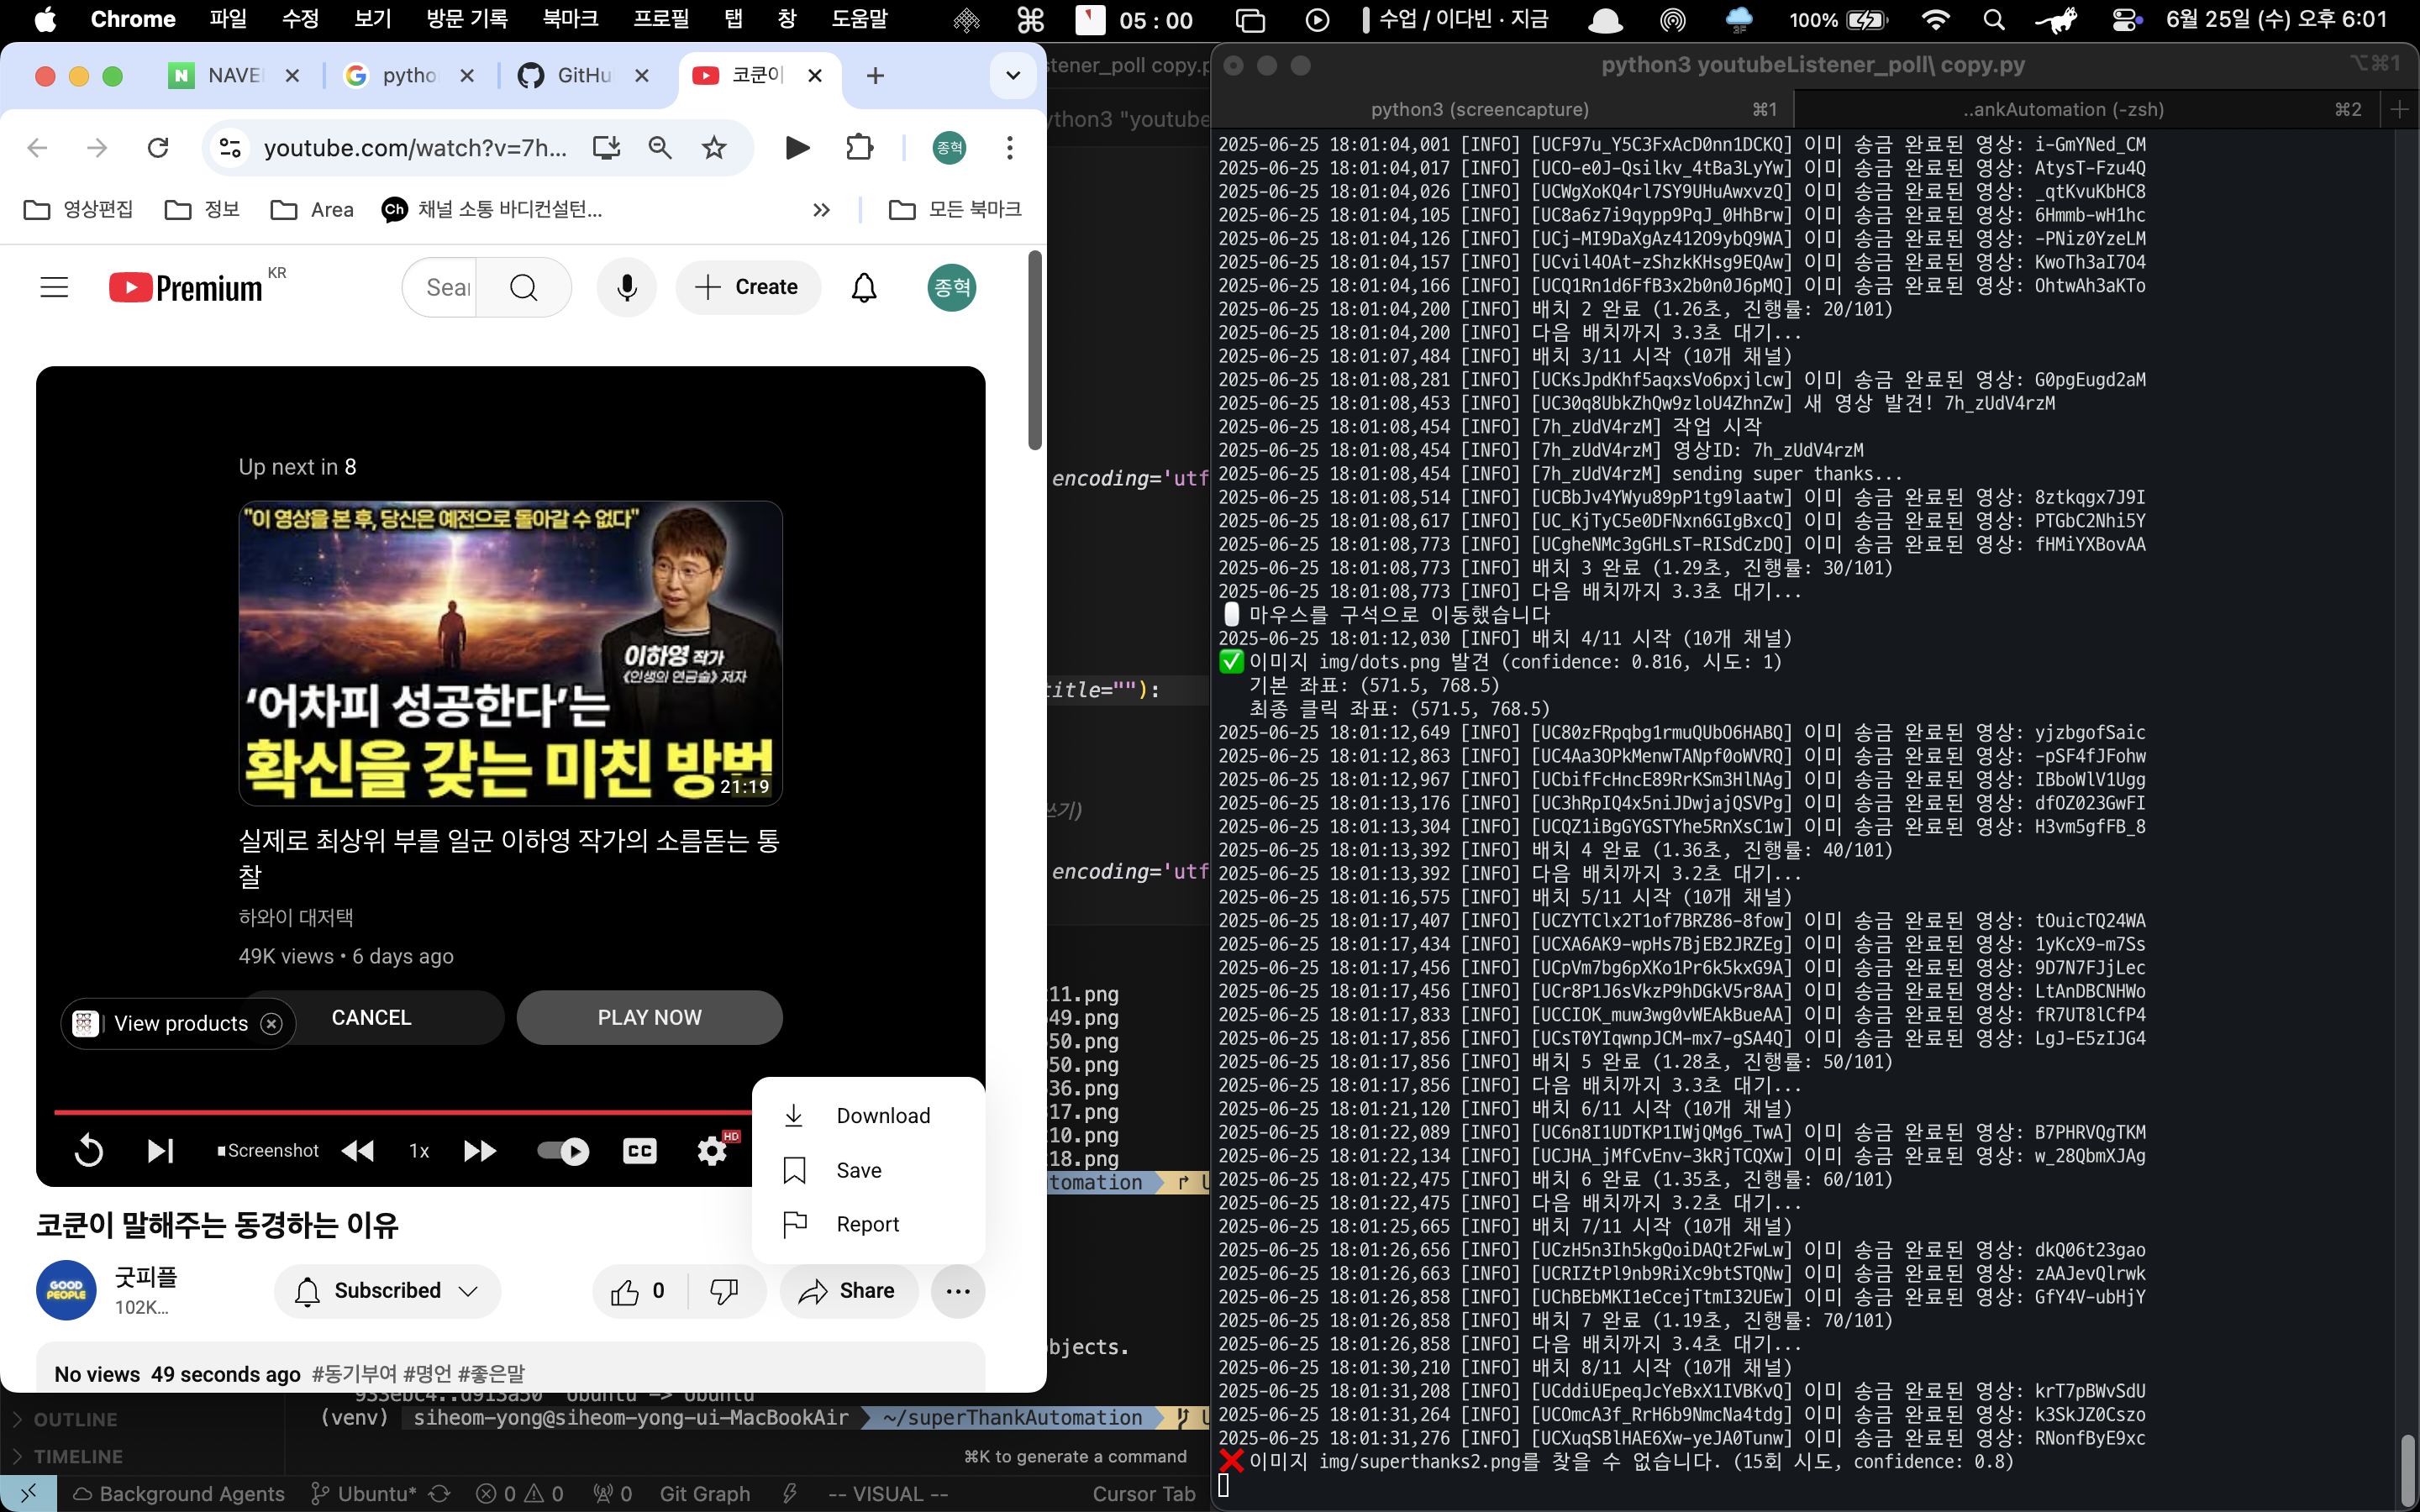 Chrome 파일 수정 보기 방문 기록 북마크 프로필 탭 창 도움말 05 : 00 수업 / 이다빈 · 지금 100% 6월 25일 (수) 오후 6:01
NAVE
pytho
GitHu
코쿤이
youtube.com/watch?v=7h...
종혁
영상편집 정보 Area 채널 소통 바디컨설턴... » 모든 북마크
Premium KR
Sear
Create
종혁
Up next in 8
"이 영상을 본 후, 당신은 예전으로 돌아갈 수 없다"
이하영 작가
《인생의 연금술》 저자
'어차피 성공한다'는
확신을 갖는 미친 방법
21:19
실제로 최상위 부를 일군 이하영 작가의 소름돋는 통
찰
하와이 대저택
49K views • 6 days ago
View products
CANCEL
PLAY NOW
Screenshot 1x CC HD
Download
Save
Report
코쿤이 말해주는 동경하는 이유
GOOD PEOPLE
굿피플
102K...
Subscribed
0
Share
No views 49 seconds ago #동기부여 #명언 #좋은말
stener_poll copy.p
ython3 "youtube
encoding='utf
title=""):
쓰기)
encoding='utf
11.png
49.png
50.png
50.png
36.png
17.png
10.png
18.png
tomation
bjects.
(venv) siheom-yong@siheom-yong-ui-MacBookAir ~/superThankAutomation
OUTLINE
TIMELINE
⌘K to generate a command
Background Agents Ubuntu* 0 0 0 Git Graph -- VISUAL -- Cursor Tab
python3 youtubeListener_poll\ copy.py ⌥⌘1
python3 (screencapture) ⌘1 ..ankAutomation (-zsh) ⌘2
2025-06-25 18:01:04,001 [INFO] [UCF97u_Y5C3FxAcD0nn1DCKQ] 이미 송금 완료된 영상: i-GmYNed_CM
2025-06-25 18:01:04,017 [INFO] [UCO-e0J-Qsilkv_4tBa3LyYw] 이미 송금 완료된 영상: AtysT-Fzu4Q
2025-06-25 18:01:04,026 [INFO] [UCWgXoKQ4rl7SY9UHuAwxvzQ] 이미 송금 완료된 영상: _qtKvuKbHC8
2025-06-25 18:01:04,105 [INFO] [UC8a6z7i9qypp9PqJ_0HhBrw] 이미 송금 완료된 영상: 6Hmmb-wH1hc
2025-06-25 18:01:04,126 [INFO] [UCj-MI9DaXgAz412O9ybQ9WA] 이미 송금 완료된 영상: -PNiz0YzeLM
2025-06-25 18:01:04,157 [INFO] [UCvil4OAt-zShzkKHsg9EQAw] 이미 송금 완료된 영상: KwoTh3aI7O4
2025-06-25 18:01:04,166 [INFO] [UCQ1Rn1d6FfB3x2b0n0J6pMQ] 이미 송금 완료된 영상: OhtwAh3aKTo
2025-06-25 18:01:04,200 [INFO] 배치 2 완료 (1.26초, 진행률: 20/101)
2025-06-25 18:01:04,200 [INFO] 다음 배치까지 3.3초 대기...
2025-06-25 18:01:07,484 [INFO] 배치 3/11 시작 (10개 채널)
2025-06-25 18:01:08,281 [INFO] [UCKsJpdKhf5aqxsVo6pxjlcw] 이미 송금 완료된 영상: G0pgEugd2aM
2025-06-25 18:01:08,453 [INFO] [UC30q8UbkZhQw9zloU4ZhnZw] 새 영상 발견! 7h_zUdV4rzM
2025-06-25 18:01:08,454 [INFO] [7h_zUdV4rzM] 작업 시작
2025-06-25 18:01:08,454 [INFO] [7h_zUdV4rzM] 영상ID: 7h_zUdV4rzM
2025-06-25 18:01:08,454 [INFO] [7h_zUdV4rzM] sending super thanks...
2025-06-25 18:01:08,514 [INFO] [UCBbJv4YWyu89pP1tg9laatw] 이미 송금 완료된 영상: 8ztkqgx7J9I
2025-06-25 18:01:08,617 [INFO] [UC_KjTyC5e0DFNxn6GIgBxcQ] 이미 송금 완료된 영상: PTGbC2Nhi5Y
2025-06-25 18:01:08,773 [INFO] [UCgheNMc3gGHLsT-RISdCzDQ] 이미 송금 완료된 영상: fHMiYXBovAA
2025-06-25 18:01:08,773 [INFO] 배치 3 완료 (1.29초, 진행률: 30/101)
2025-06-25 18:01:08,773 [INFO] 다음 배치까지 3.3초 대기...
마우스를 구석으로 이동했습니다
2025-06-25 18:01:12,030 [INFO] 배치 4/11 시작 (10개 채널)
✅ 이미지 img/dots.png 발견 (confidence: 0.816, 시도: 1)
기본 좌표: (571.5, 768.5)
최종 클릭 좌표: (571.5, 768.5)
2025-06-25 18:01:12,649 [INFO] [UC80zFRpqbg1rmuQUbO6HABQ] 이미 송금 완료된 영상: yjzbgofSaic
2025-06-25 18:01:12,863 [INFO] [UC4Aa3OPkMenwTANpf0oWVRQ] 이미 송금 완료된 영상: -pSF4fJFohw
2025-06-25 18:01:12,967 [INFO] [UCbifFcHncE89RrKSm3HlNAg] 이미 송금 완료된 영상: IBboWlV1Ugg
2025-06-25 18:01:13,176 [INFO] [UC3hRpIQ4x5niJDwjajQSVPg] 이미 송금 완료된 영상: dfOZ023GwFI
2025-06-25 18:01:13,304 [INFO] [UCQZ1iBgGYGSTYhe5RnXsC1w] 이미 송금 완료된 영상: H3vm5gfFB_8
2025-06-25 18:01:13,392 [INFO] 배치 4 완료 (1.36초, 진행률: 40/101)
2025-06-25 18:01:13,392 [INFO] 다음 배치까지 3.2초 대기...
2025-06-25 18:01:16,575 [INFO] 배치 5/11 시작 (10개 채널)
2025-06-25 18:01:17,407 [INFO] [UCZYTClx2T1of7BRZ86-8fow] 이미 송금 완료된 영상: tOuicTQ24WA
2025-06-25 18:01:17,434 [INFO] [UCXA6AK9-wpHs7BjEB2JRZEg] 이미 송금 완료된 영상: 1yKcX9-m7Ss
2025-06-25 18:01:17,456 [INFO] [UCpVm7bg6pXKo1Pr6k5kxG9A] 이미 송금 완료된 영상: 9D7N7FJjLec
2025-06-25 18:01:17,456 [INFO] [UCr8P1J6sVkzP9hDGkV5r8AA] 이미 송금 완료된 영상: LtAnDBCNHWo
2025-06-25 18:01:17,833 [INFO] [UCCIOK_muw3wg0vWEAkBueAA] 이미 송금 완료된 영상: fR7UT8lCfP4
2025-06-25 18:01:17,856 [INFO] [UCsT0YIqwnpJCM-mx7-gSA4Q] 이미 송금 완료된 영상: LgJ-E5zIJG4
2025-06-25 18:01:17,856 [INFO] 배치 5 완료 (1.28초, 진행률: 50/101)
2025-06-25 18:01:17,856 [INFO] 다음 배치까지 3.3초 대기...
2025-06-25 18:01:21,120 [INFO] 배치 6/11 시작 (10개 채널)
2025-06-25 18:01:22,089 [INFO] [UC6n8I1UDTKP1IWjQMg6_TwA] 이미 송금 완료된 영상: B7PHRVQgTKM
2025-06-25 18:01:22,134 [INFO] [UCJHA_jMfCvEnv-3kRjTCQXw] 이미 송금 완료된 영상: w_28QbmXJAg
2025-06-25 18:01:22,475 [INFO] 배치 6 완료 (1.35초, 진행률: 60/101)
2025-06-25 18:01:22,475 [INFO] 다음 배치까지 3.2초 대기...
2025-06-25 18:01:25,665 [INFO] 배치 7/11 시작 (10개 채널)
2025-06-25 18:01:26,656 [INFO] [UCzH5n3Ih5kgQoiDAQt2FwLw] 이미 송금 완료된 영상: dkQ06t23gao
2025-06-25 18:01:26,663 [INFO] [UCRIZtPl9nb9RiXc9btSTQNw] 이미 송금 완료된 영상: zAAJevQlrwk
2025-06-25 18:01:26,858 [INFO] [UChBEbMKI1eCcejTtmI32UEw] 이미 송금 완료된 영상: GfY4V-ubHjY
2025-06-25 18:01:26,858 [INFO] 배치 7 완료 (1.19초, 진행률: 70/101)
2025-06-25 18:01:26,858 [INFO] 다음 배치까지 3.4초 대기...
2025-06-25 18:01:30,210 [INFO] 배치 8/11 시작 (10개 채널)
2025-06-25 18:01:31,208 [INFO] [UCddiUEpeqJcYeBxX1IVBKvQ] 이미 송금 완료된 영상: krT7pBWvSdU
2025-06-25 18:01:31,264 [INFO] [UCOmcA3f_RrH6b9NmcNa4tdg] 이미 송금 완료된 영상: k3SkJZ0Cszo
2025-06-25 18:01:31,276 [INFO] [UCXuqSBlHAE6Xw-yeJA0Tunw] 이미 송금 완료된 영상: RNonfByE9xc
❌ 이미지 img/superthanks2.png를 찾을 수 없습니다. (15회 시도, confidence: 0.8)